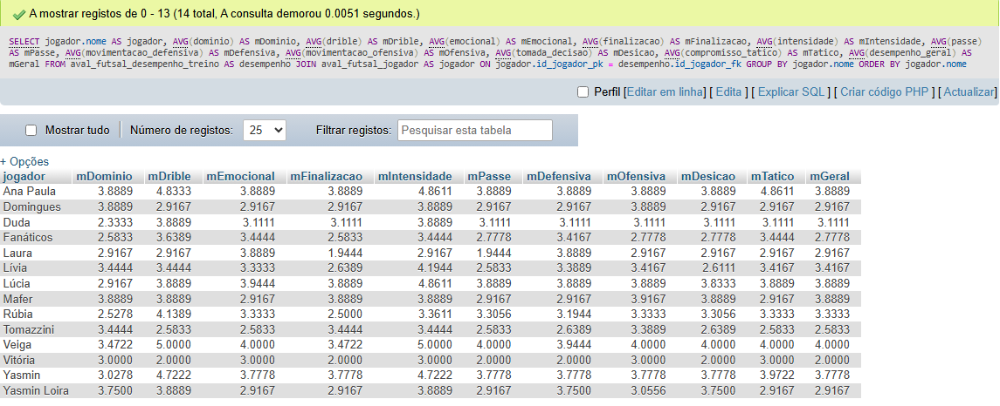 A mostrar registos de 0 - 13 (14 total, A consulta demorou 0.0051 segundos.)
SELECT jogador.nome AS jogador, AVG(dominio) AS mDominio, AVG(drible) AS mDrible, AVG(emocional) AS mEmocional, AVG(finalizacao) AS mFinalizacao, AVG(intensidade) AS mIntensidade, AVG(passe)
AS mPasse, AVG(movimentacao_defensiva) AS mDefensiva, AVG(movimentacao_ofensiva) AS mOfensiva, AVG(tomada_decisao) AS mDesicao, AVG(compromisso_tatico) AS mTatico, AVG(desempenho_geral) AS
mGeral FROM aval_futsal_desempenho_treino AS desempenho JOIN aval_futsal_jogador AS jogador ON jogador.id_jogador_pk = desempenho.id_jogador_fk GROUP BY jogador.nome ORDER BY jogador.nome
Perfil [Editar em linha] [ Edita ] [ Explicar SQL ] [ Criar código PHP ] [ Actualizar]
Mostrar tudo Número de registos: 25 Filtrar registos: Pesquisar esta tabela
+ Opções
jogador mDominio mDrible mEmocional mFinalizacao mIntensidade mPasse mDefensiva mOfensiva mDesicao mTatico mGeral
Ana Paula 3.8889 4.8333 3.8889 3.8889 4.8611 3.8889 3.8889 3.8889 3.8889 4.8611 3.8889
Domingues 3.8889 2.9167 2.9167 2.9167 3.8889 2.9167 2.9167 3.8889 2.9167 2.9167 2.9167
Duda 2.3333 3.8889 3.1111 3.1111 3.8889 3.1111 3.1111 3.1111 3.1111 3.1111 3.1111
Fanáticos 2.5833 3.6389 3.4444 2.5833 3.4444 2.7778 3.4167 2.7778 2.7778 3.4444 2.7778
Laura 2.9167 2.9167 3.8889 1.9444 2.9167 1.9444 3.8889 2.9167 2.9167 2.9167 2.9167
Lívia 3.4444 3.4444 3.3333 2.6389 4.1944 2.5833 3.3889 3.4167 2.6111 3.4167 3.4167
Lúcia 2.9167 3.8889 3.9444 3.8889 4.8611 3.8889 3.8889 3.8889 3.8333 3.8889 3.8889
Mafer 3.8889 3.8889 2.9167 3.8889 3.8889 2.9167 2.9167 3.9167 3.8889 2.9167 3.8889
Rúbia 2.5278 4.1389 3.3333 2.5000 3.3611 3.3056 3.1944 3.3333 3.3056 3.3333 3.3333
Tomazzini 3.4444 2.5833 2.5833 3.4444 3.4444 2.5833 2.6389 3.3889 2.6389 2.5833 2.5833
Veiga 3.4722 5.0000 4.0000 3.4722 5.0000 4.0000 3.9444 4.0000 4.0000 4.0000 4.0000
Vitória 3.0000 2.0000 3.0000 2.0000 3.0000 2.0000 2.0000 3.0000 2.0000 3.0000 2.0000
Yasmin 3.0278 4.7222 3.7778 3.7778 4.7222 3.7778 3.7778 3.7778 3.7778 3.9722 3.7778
Yasmin Loira 3.7500 3.8889 2.9167 2.9167 3.8889 2.9167 3.7500 3.0556 3.7500 2.9167 2.9167